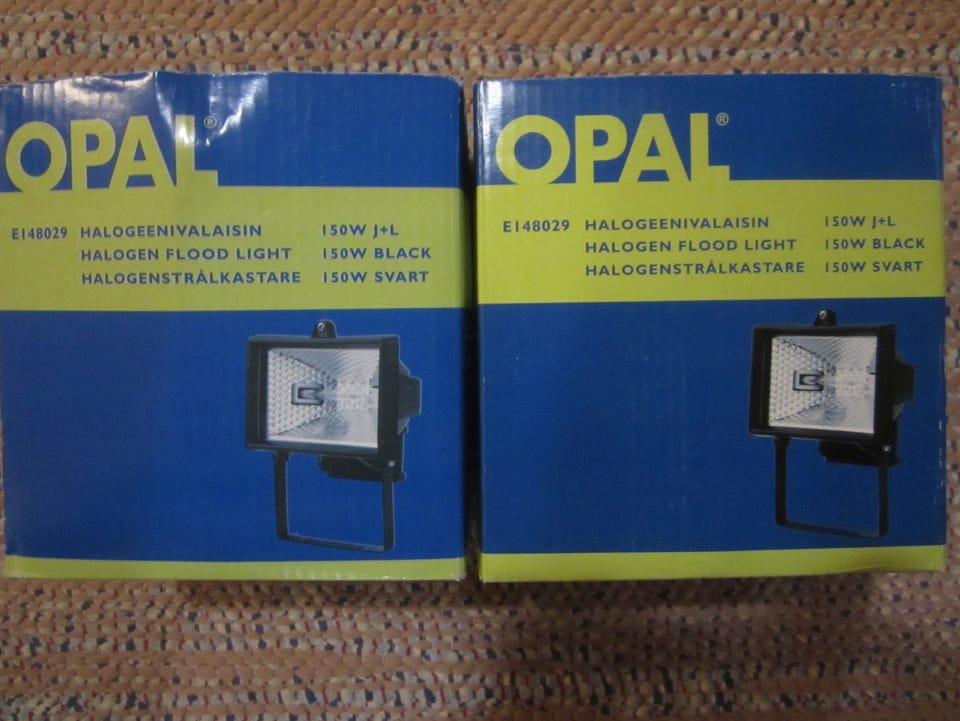 OPAL®
E148029 HALOGEENIVALAISIN 150W J+L
HALOGEN FLOOD LIGHT 150W BLACK
HALOGENSTRÅLKASTARE 150W SVART
OPAL®
E148029 HALOGEENIVALAISIN 150W J+L
HALOGEN FLOOD LIGHT 150W BLACK
HALOGENSTRÅLKASTARE 150W SVART